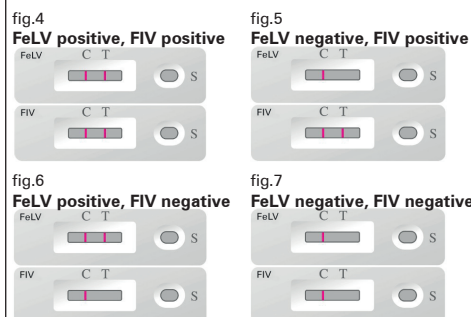 fig.4
FeLV positive, FIV positive
FeLV C T
S
FIV C T
S
fig.5
FeLV negative, FIV positive
FeLV C T
S
FIV C T
S
fig.6
FeLV positive, FIV negative
FeLV C T
S
FIV C T
S
fig.7
FeLV negative, FIV negative
FeLV C T
S
FIV C T
S